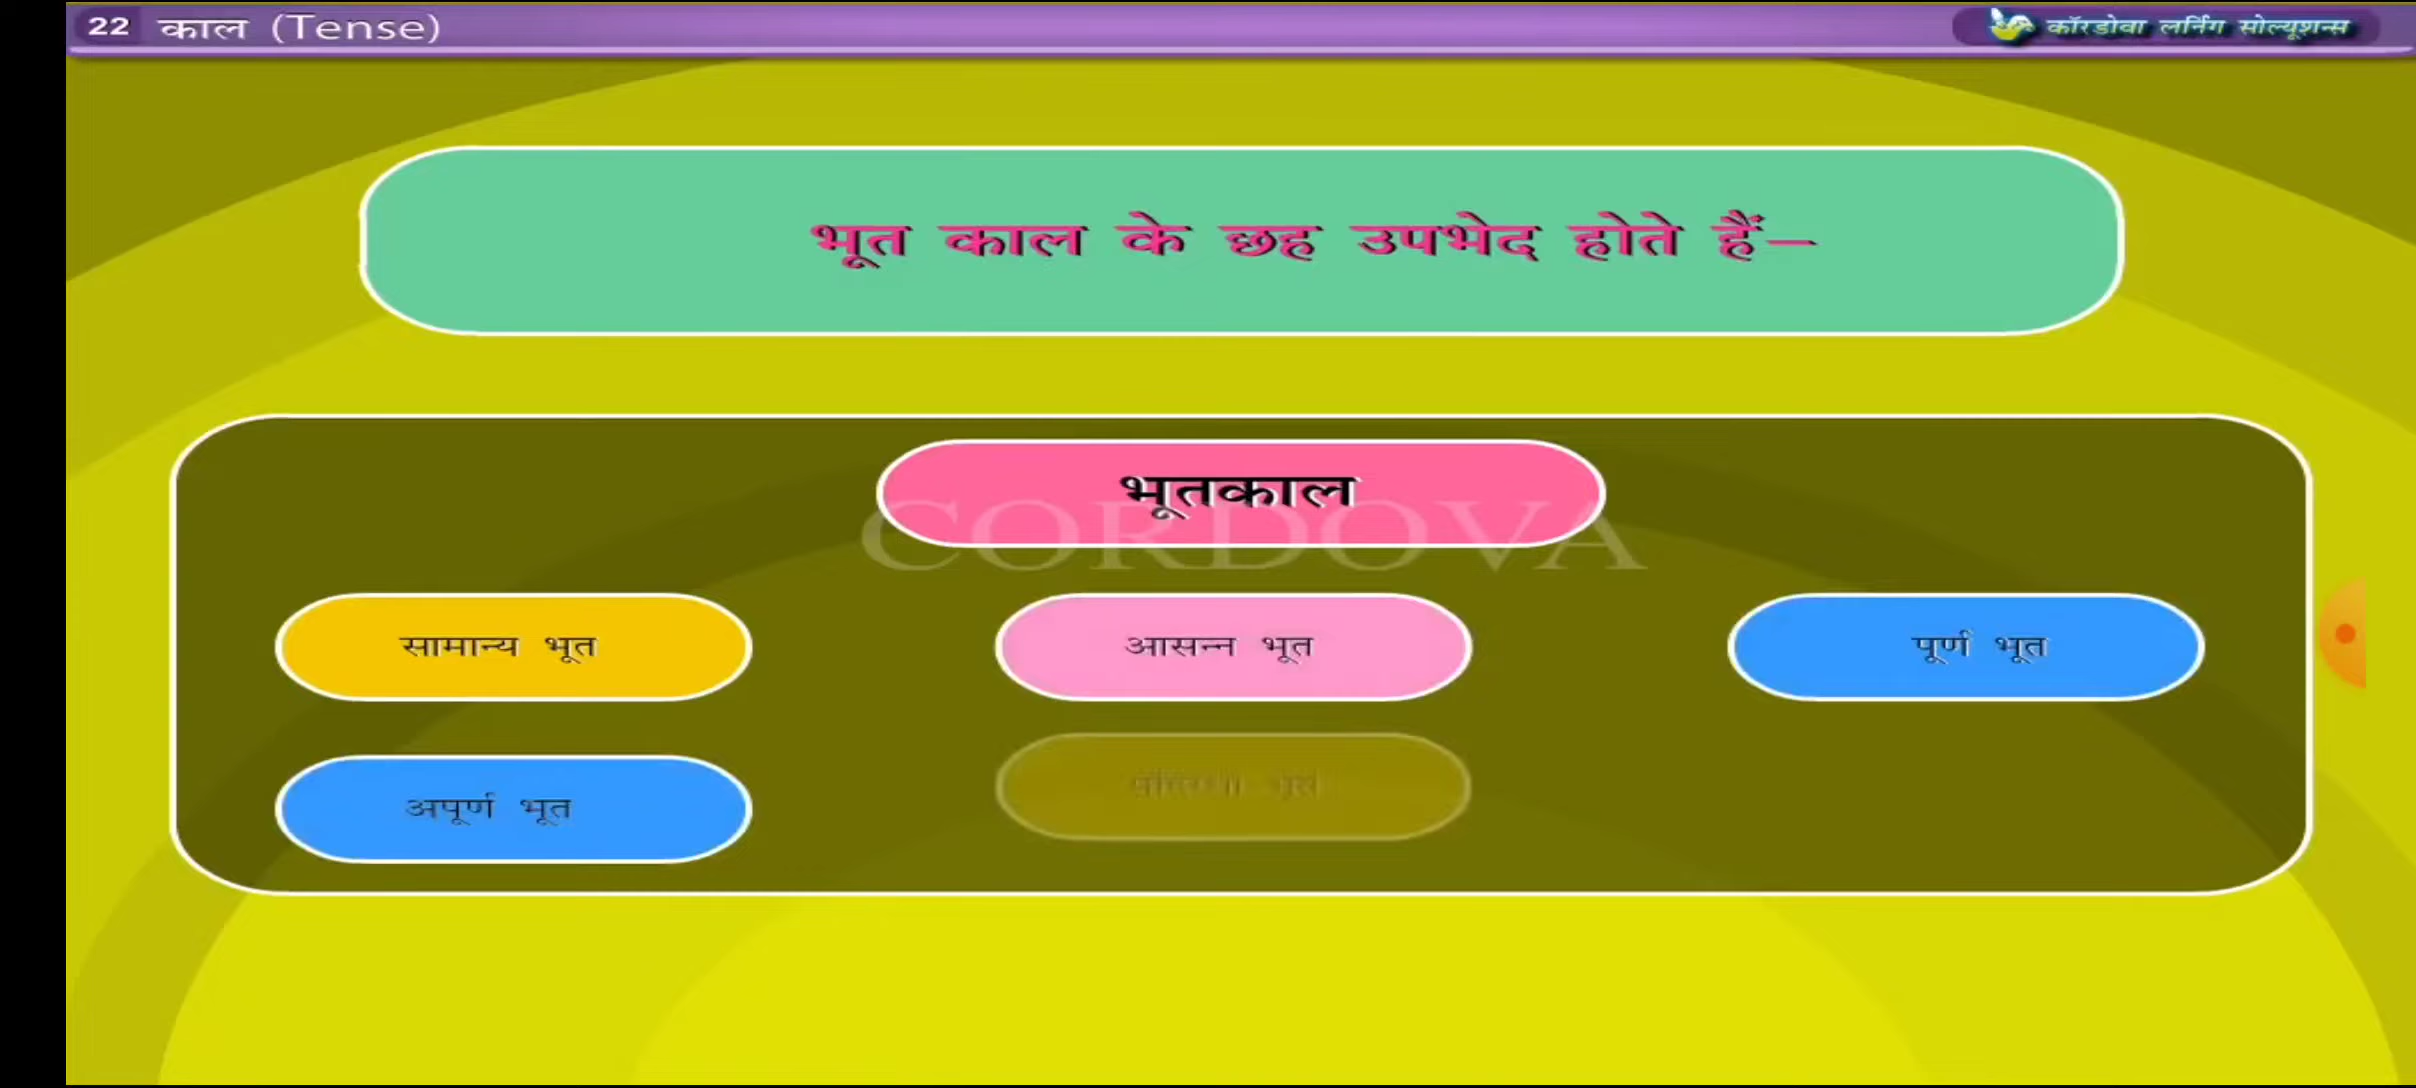 22 काल (Tense)
कॉरडोवा लर्निंग सोल्यूशन्स
भूत काल के छह उपभेद होते हैं–
भूतकाल
CORDOVA
सामान्य भूत
आसन्न भूत
पूर्ण भूत
अपूर्ण भूत
भूत